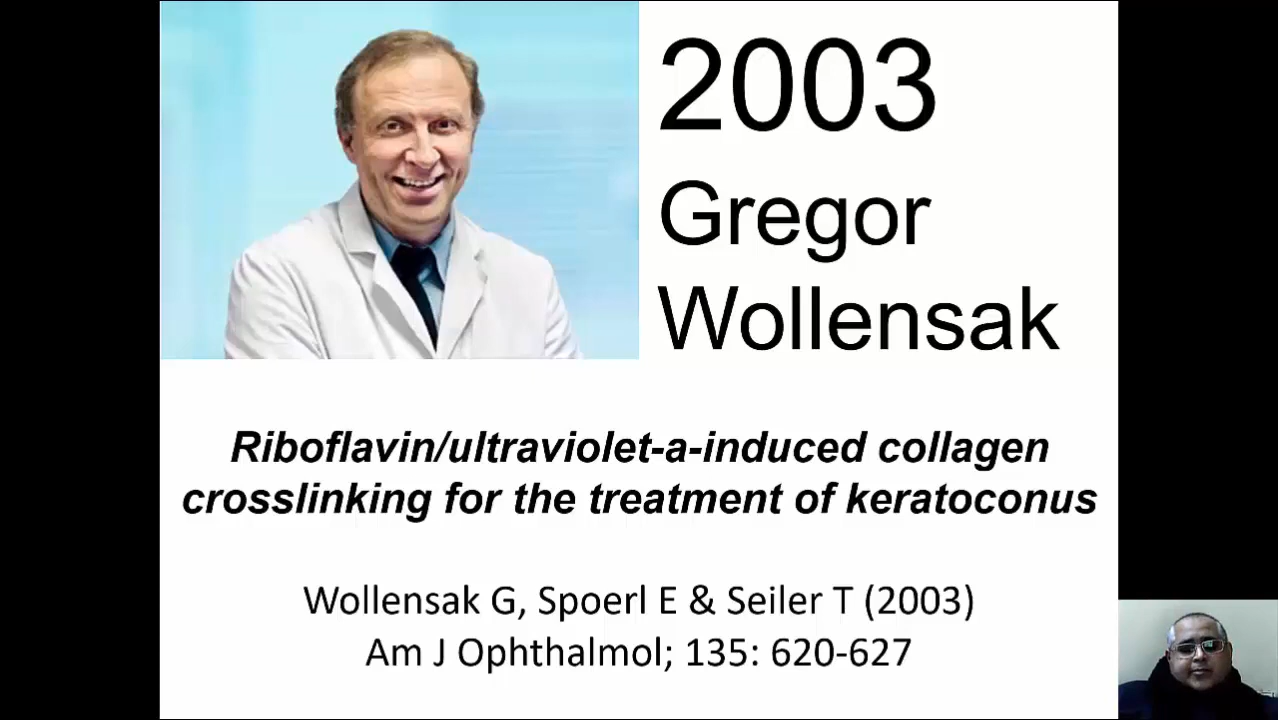 2003
Gregor
Wollensak
Riboflavin/ultraviolet-a-induced collagen
crosslinking for the treatment of keratoconus
Wollensak G, Spoerl E & Seiler T (2003)
Am J Ophthalmol; 135: 620-627